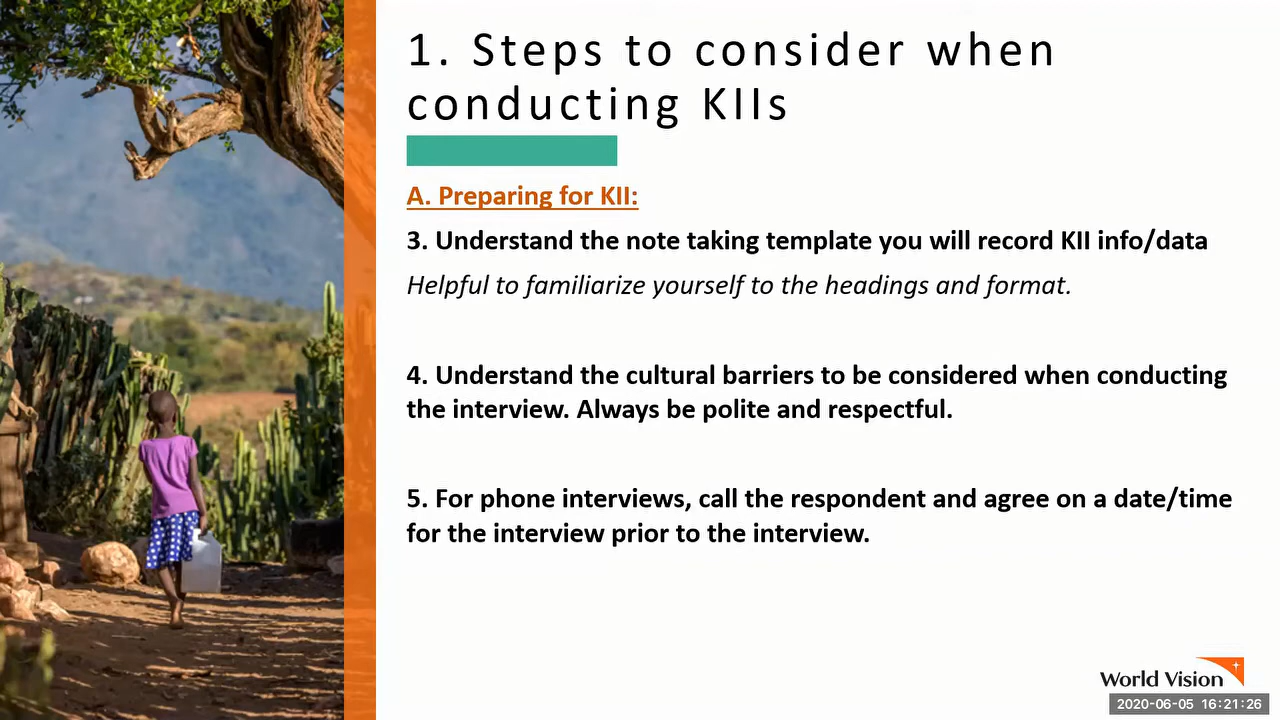 1. Steps to consider when
conducting KIIs
A. Preparing for KII:
3. Understand the note taking template you will record KII info/data
Helpful to familiarize yourself to the headings and format.
4. Understand the cultural barriers to be considered when conducting
the interview. Always be polite and respectful.
5. For phone interviews, call the respondent and agree on a date/time
for the interview prior to the interview.
World Vision
2020-06-05 16:21:26